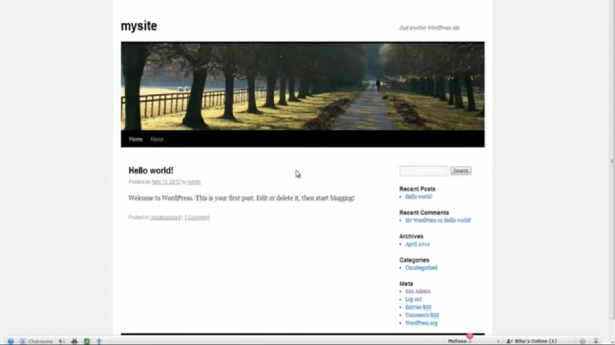 mysite
Just another WordPress site
Home About
Hello world!
Posted on April 13, 2012 by admin
Welcome to WordPress. This is your first post. Edit or delete it, then start blogging!
Posted in Uncategorized | 1 Comment
Search
Recent Posts
Hello world!
Recent Comments
Mr WordPress on Hello world!
Archives
April 2012
Categories
Uncategorized
Meta
Site Admin
Log out
Entries RSS
Comments RSS
WordPress.org
Chatrooms
Melissa
Who's Online (1)